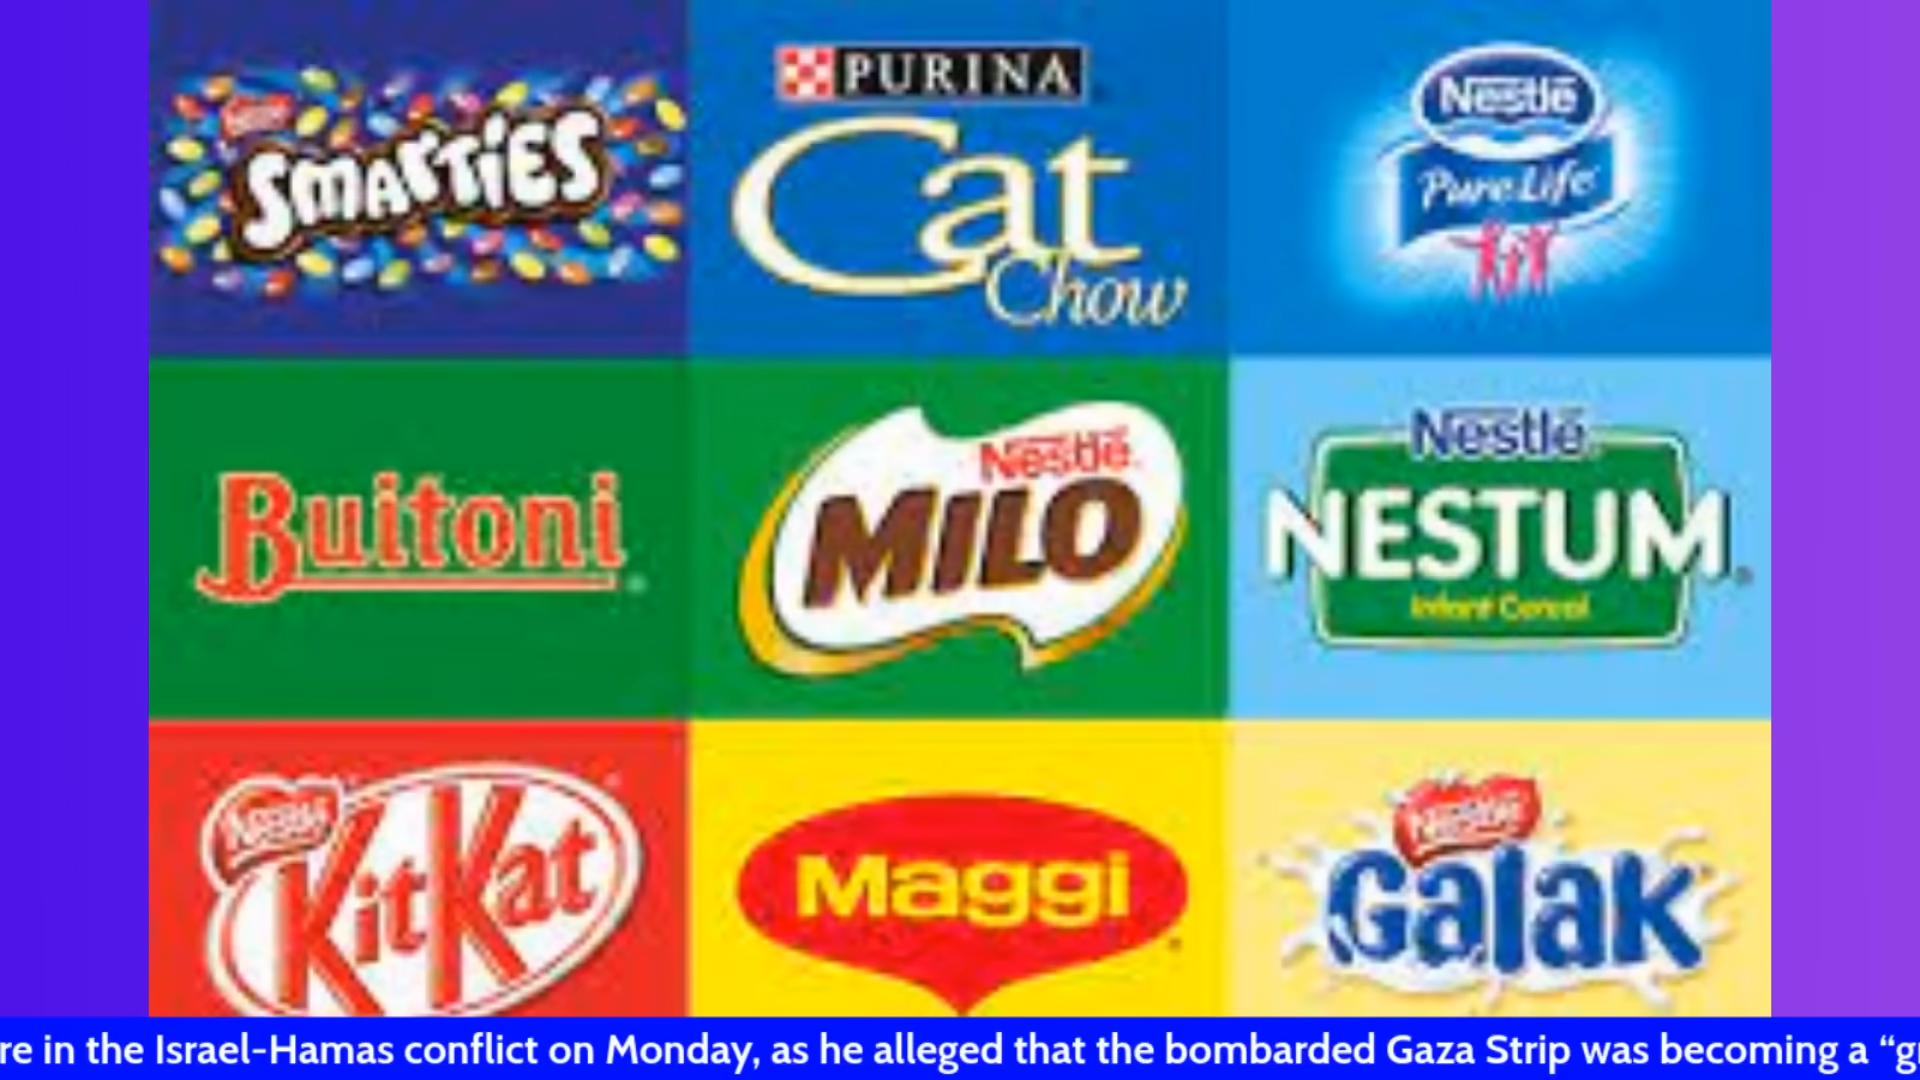 Nestlé
SMARTIES
PURINA
Cat
Chow
Nestlé
Pure Life
Buitoni
Nestlé
MILO
Nestlé
NESTUM
Infant Cereal
Nestlé
KitKat
Maggi
Nestlé
Galak
re in the Israel-Hamas conflict on Monday, as he alleged that the bombarded Gaza Strip was becoming a “g